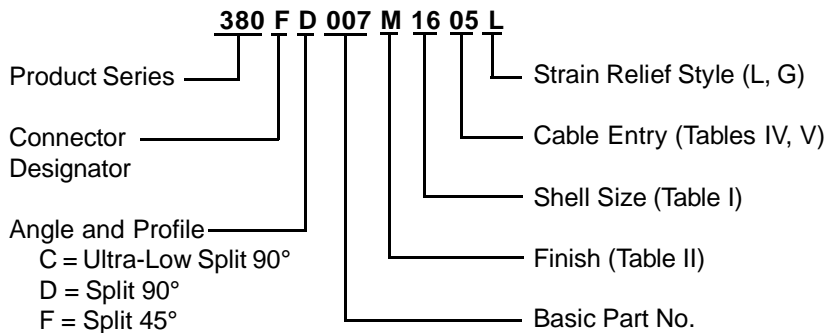 380 F D 007 M 16 05 L
Product Series
Connector
Designator
Angle and Profile
C = Ultra-Low Split 90°
D = Split 90°
F = Split 45°
Strain Relief Style (L, G)
Cable Entry (Tables IV, V)
Shell Size (Table I)
Finish (Table II)
Basic Part No.